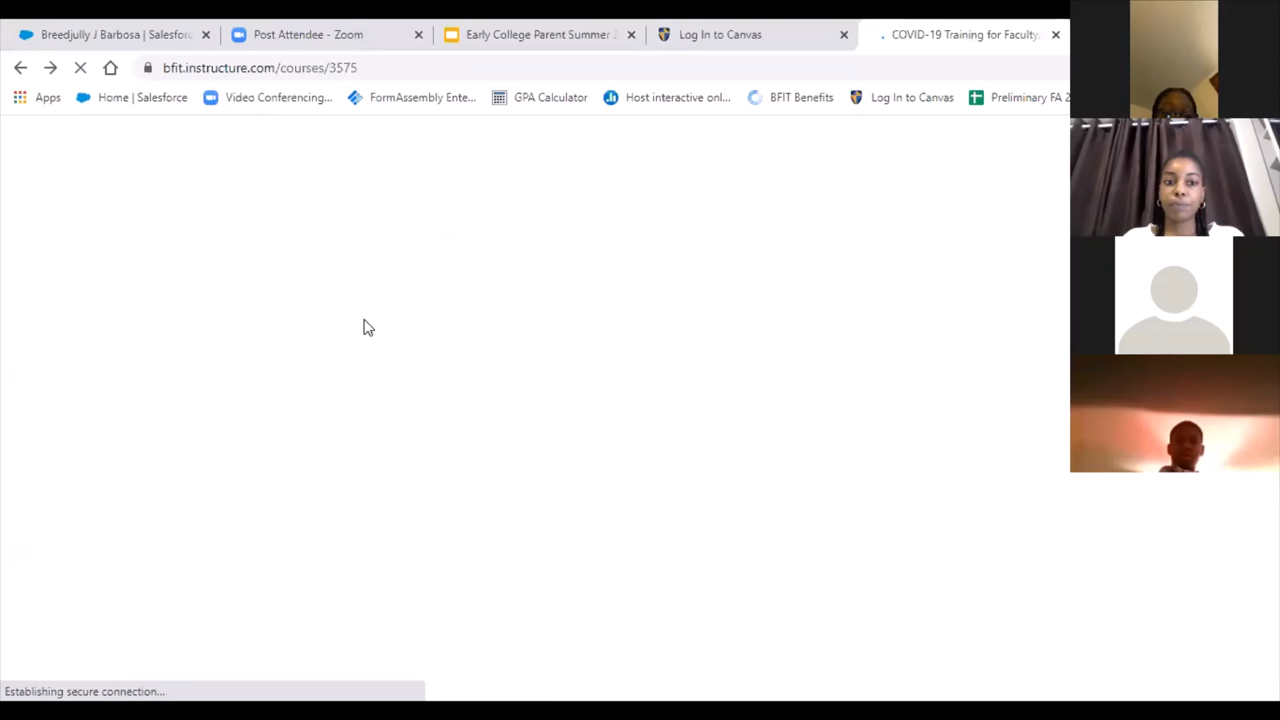 Breedjully J Barbosa | Salesforc
Post Attendee - Zoom
Early College Parent Summer
Log In to Canvas
COVID-19 Training for Faculty,
bfit.instructure.com/courses/3575
Apps
Home | Salesforce
Video Conferencing...
FormAssembly Ente...
GPA Calculator
Host interactive onl...
BFIT Benefits
Log In to Canvas
Preliminary FA 2
Establishing secure connection...